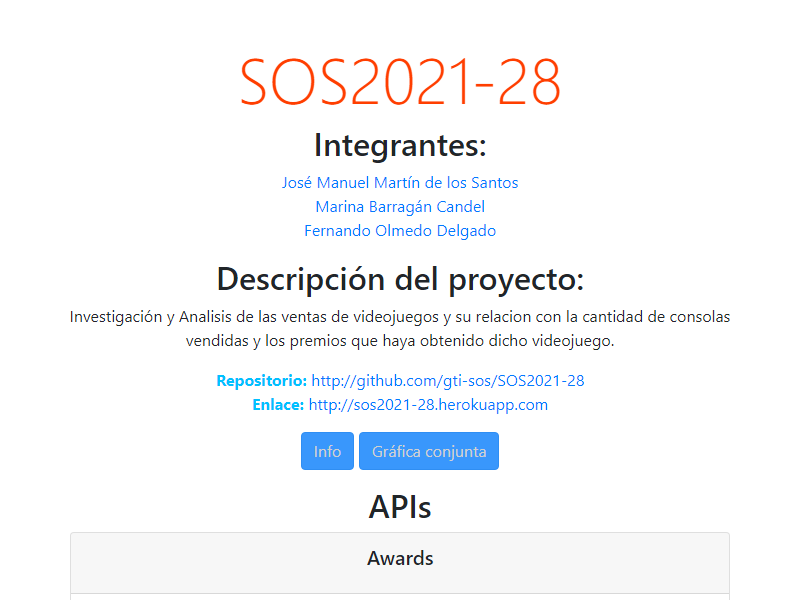 SOS2021-28
Integrantes:
José Manuel Martín de los Santos
Marina Barragán Candel
Fernando Olmedo Delgado
Descripción del proyecto:
Investigación y Analisis de las ventas de videojuegos y su relacion con la cantidad de consolas
vendidas y los premios que haya obtenido dicho videojuego.
Repositorio: http://github.com/gti-sos/SOS2021-28
Enlace: http://sos2021-28.herokuapp.com
Info Gráfica conjunta
APIs
Awards